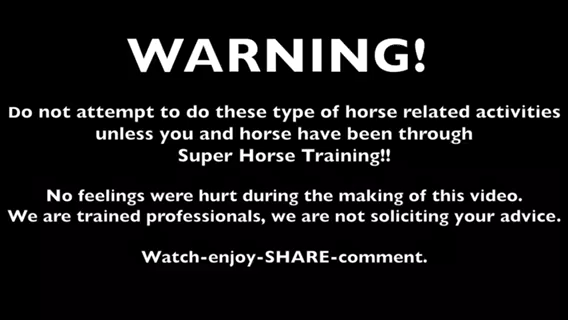 WARNING!
Do not attempt to do these type of horse related activities
unless you and horse have been through
Super Horse Training!!
No feelings were hurt during the making of this video.
We are trained professionals, we are not soliciting your advice.
Watch-enjoy-SHARE-comment.